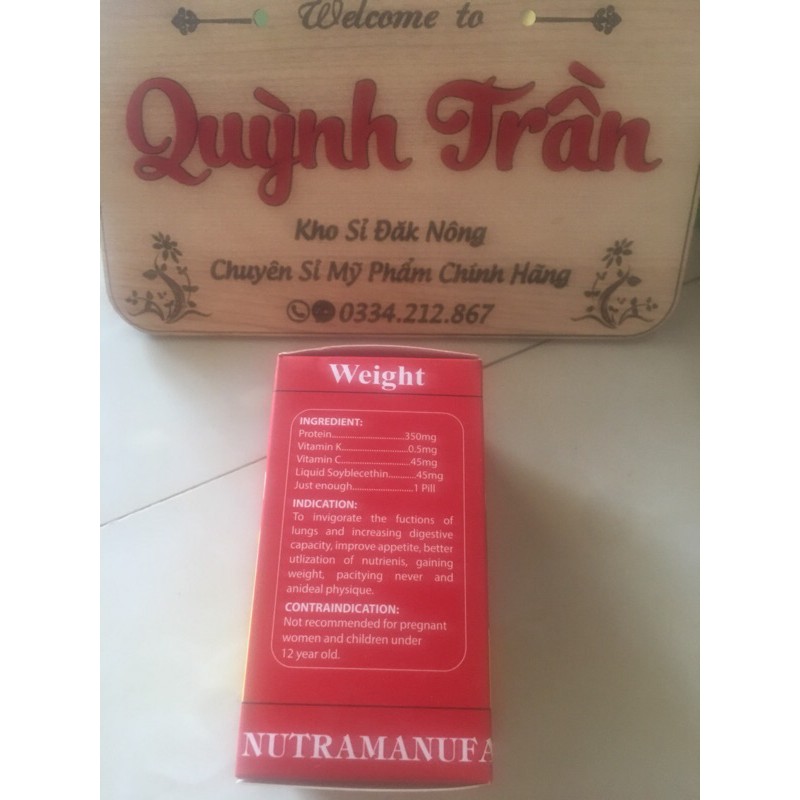 Welcome to
Quỳnh Trần
Kho Sỉ Đăk Nông
Chuyên Sỉ Mỹ Phẩm Chính Hãng
0334.212.867
Weight
INGREDIENT:
Protein..............................350mg
Vitamin K...........................0.5mg
Vitamin C............................45mg
Liquid Soyblecethin...........45mg
Just enough.........................1 Pill
INDICATION:
To invigorate the fuctions of
lungs and increasing digestive
capacity, improve appetite, better
utlization of nutrienis, gaining
weight, pacitying never and
anideal physique.
CONTRAINDICATION:
Not recommended for pregnant
women and children under
12 year old.
NUTRAMANUFA